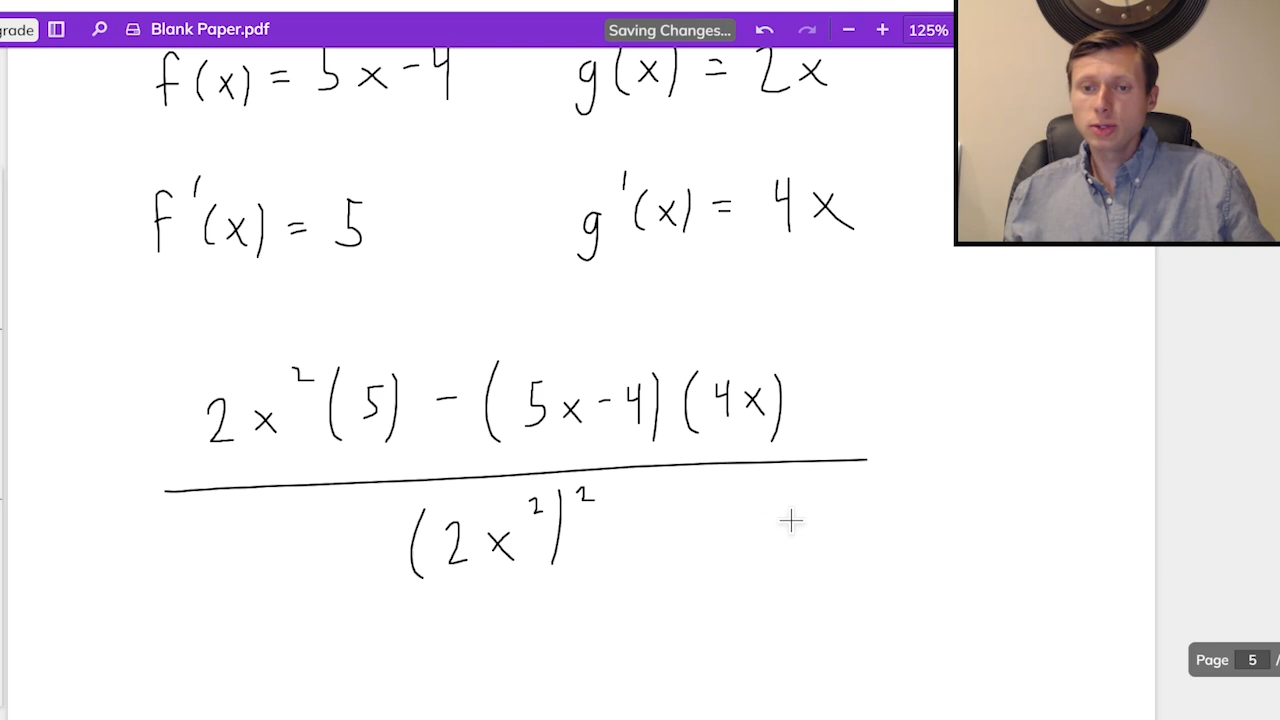 grade Blank Paper.pdf Saving Changes... 125%
f(x) = 5x-4 g(x) = 2x
f'(x) = 5 g'(x) = 4x
2x²(5) - (5x-4)(4x)
(2x²)²
Page 5 /